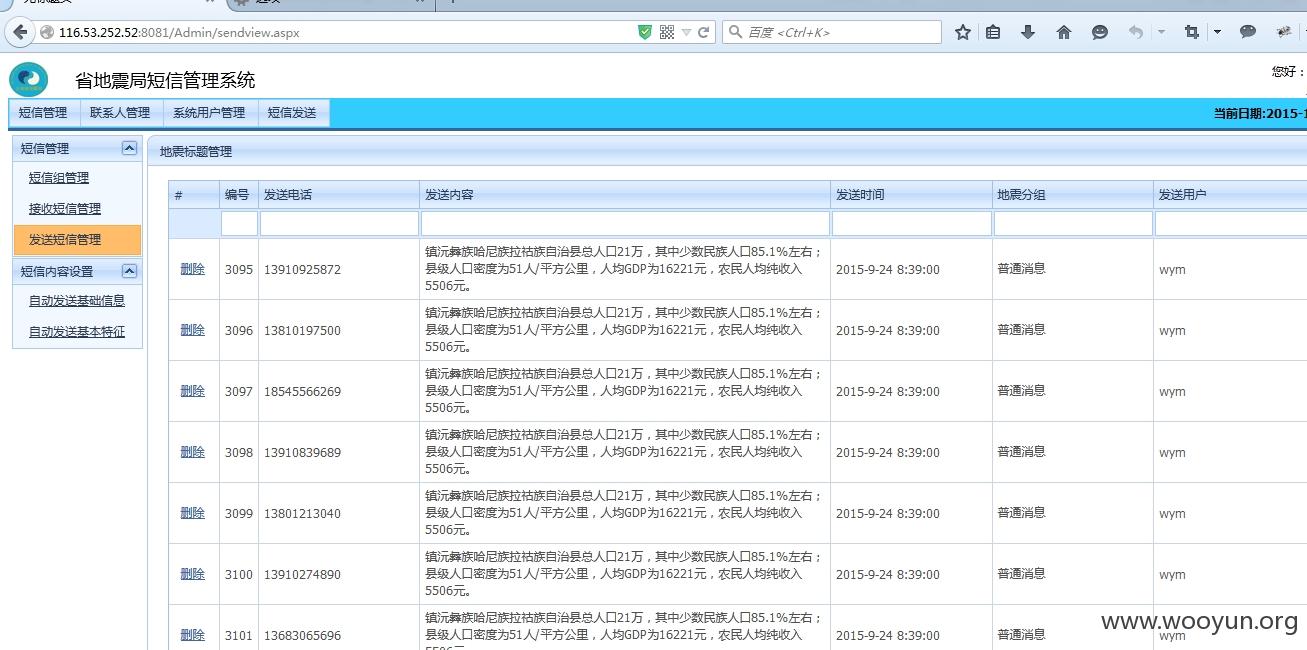 116.53.252.52:8081/Admin/sendview.aspx
百度 <Ctrl+K>
省地震局短信管理系统
您好：
短信管理 联系人管理 系统用户管理 短信发送
当前日期:2015-1
短信管理
短信组管理
接收短信管理
发送短信管理
短信内容设置
自动发送基础信息
自动发送基本特征
地震标题管理
# 编号 发送电话 发送内容 发送时间 地震分组 发送用户
删除 3095 13910925872 镇沅彝族哈尼族拉祜族自治县总人口21万，其中少数民族人口85.1%左右；
县级人口密度为51人/平方公里，人均GDP为16221元，农民人均纯收入
5506元。 2015-9-24 8:39:00 普通消息 wym
删除 3096 13810197500 镇沅彝族哈尼族拉祜族自治县总人口21万，其中少数民族人口85.1%左右；
县级人口密度为51人/平方公里，人均GDP为16221元，农民人均纯收入
5506元。 2015-9-24 8:39:00 普通消息 wym
删除 3097 18545566269 镇沅彝族哈尼族拉祜族自治县总人口21万，其中少数民族人口85.1%左右；
县级人口密度为51人/平方公里，人均GDP为16221元，农民人均纯收入
5506元。 2015-9-24 8:39:00 普通消息 wym
删除 3098 13910839689 镇沅彝族哈尼族拉祜族自治县总人口21万，其中少数民族人口85.1%左右；
县级人口密度为51人/平方公里，人均GDP为16221元，农民人均纯收入
5506元。 2015-9-24 8:39:00 普通消息 wym
删除 3099 13801213040 镇沅彝族哈尼族拉祜族自治县总人口21万，其中少数民族人口85.1%左右；
县级人口密度为51人/平方公里，人均GDP为16221元，农民人均纯收入
5506元。 2015-9-24 8:39:00 普通消息 wym
删除 3100 13910274890 镇沅彝族哈尼族拉祜族自治县总人口21万，其中少数民族人口85.1%左右；
县级人口密度为51人/平方公里，人均GDP为16221元，农民人均纯收入
5506元。 2015-9-24 8:39:00 普通消息 wym
删除 3101 13683065696 镇沅彝族哈尼族拉祜族自治县总人口21万，其中少数民族人口85.1%左右；
县级人口密度为51人/平方公里，人均GDP为16221元，农民人均纯收入
2015-9-24 8:39:00 普通消息 wym
www.wooyun.org